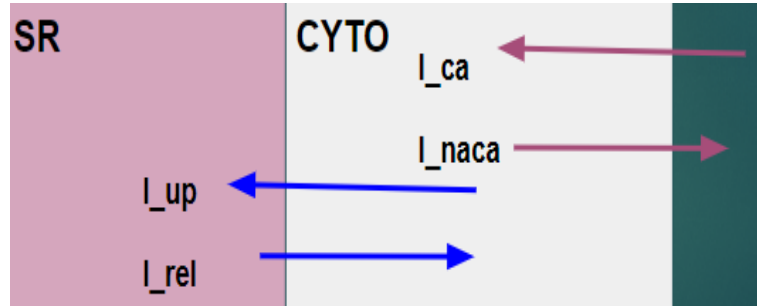 SR
CYTO
I_ca
I_naca
I_up
I_rel